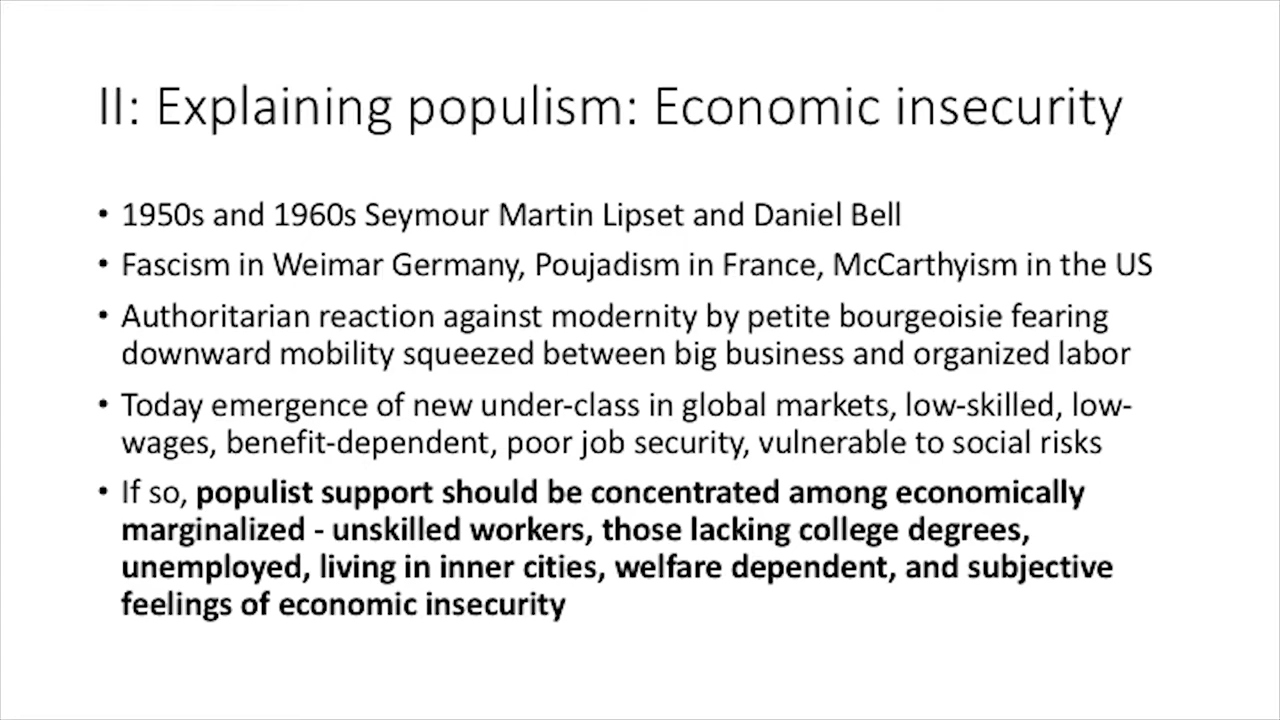 II: Explaining populism: Economic insecurity
• 1950s and 1960s Seymour Martin Lipset and Daniel Bell
• Fascism in Weimar Germany, Poujadism in France, McCarthyism in the US
• Authoritarian reaction against modernity by petite bourgeoisie fearing
downward mobility squeezed between big business and organized labor
• Today emergence of new under-class in global markets, low-skilled, low-
wages, benefit-dependent, poor job security, vulnerable to social risks
• If so, populist support should be concentrated among economically
marginalized - unskilled workers, those lacking college degrees,
unemployed, living in inner cities, welfare dependent, and subjective
feelings of economic insecurity